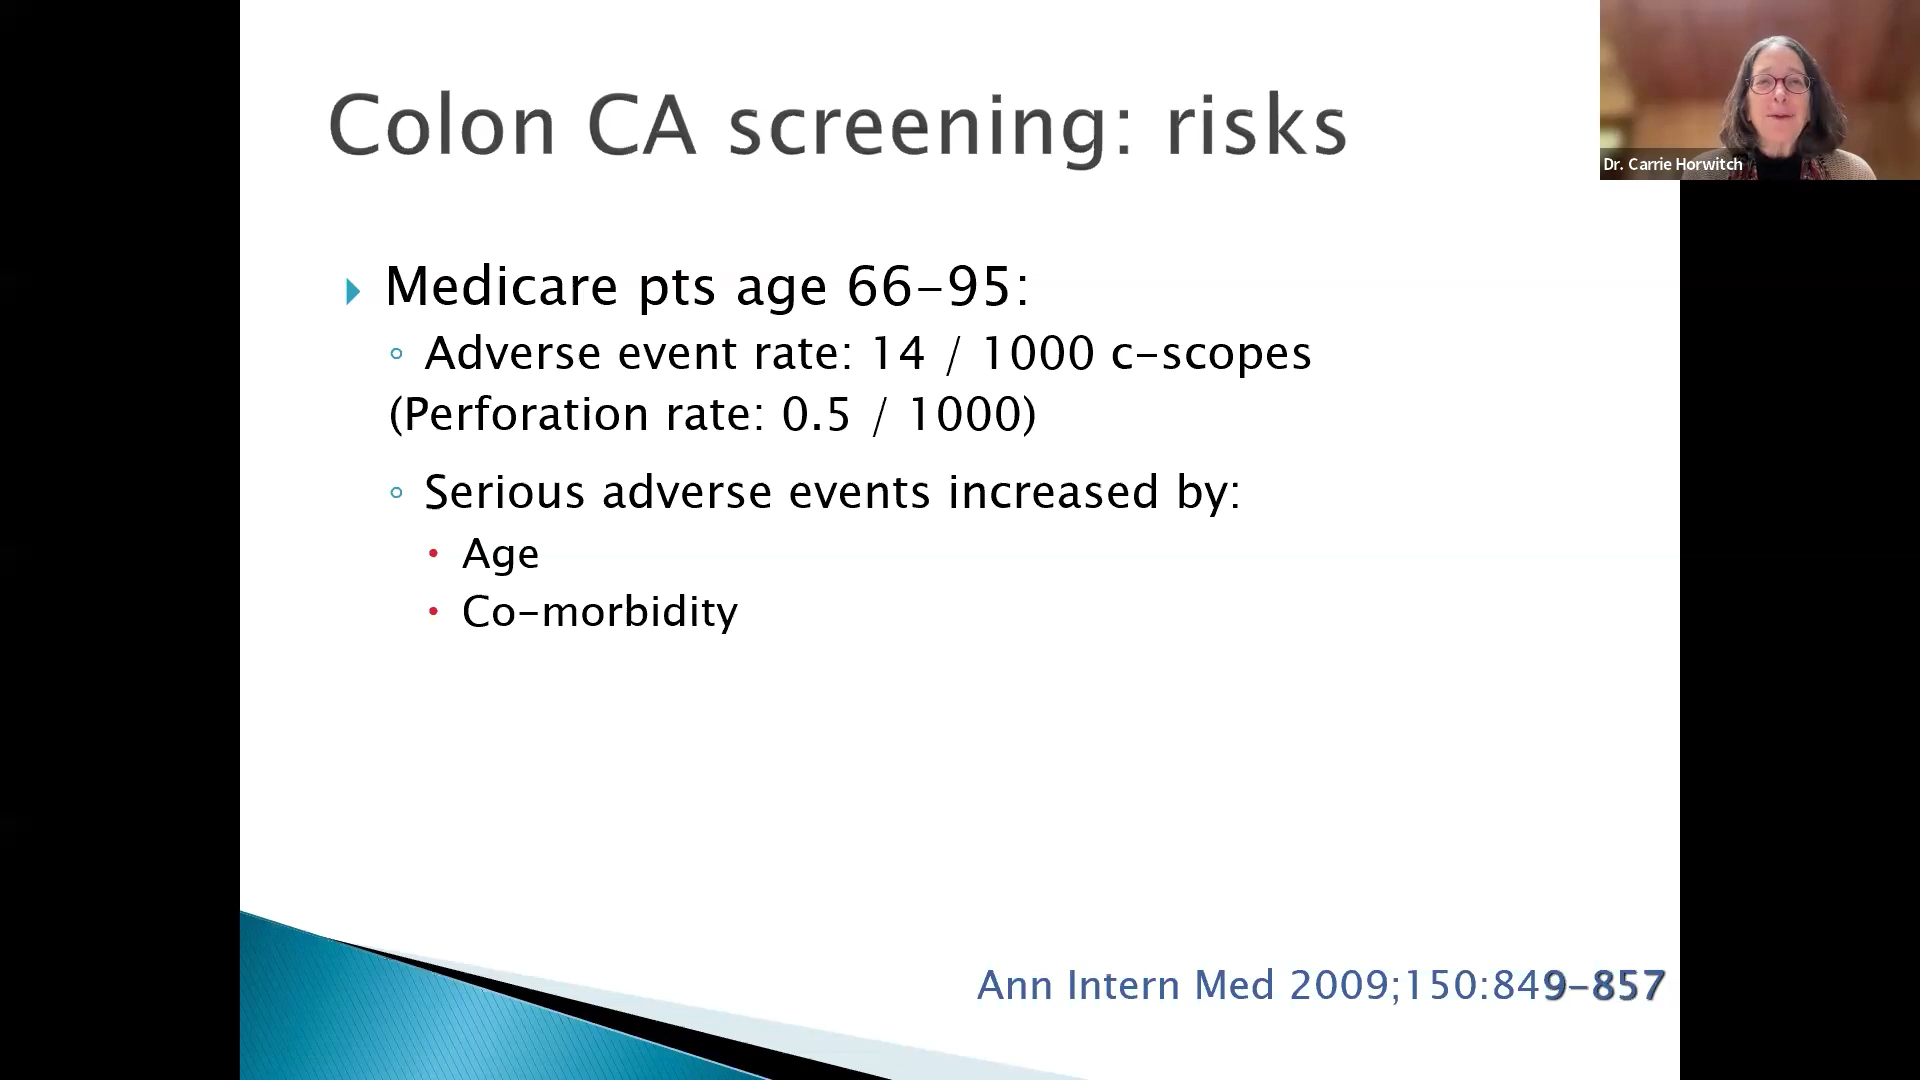 Colon CA screening: risks
Dr. Carrie Horwitch
Medicare pts age 66-95:
Adverse event rate: 14 / 1000 c-scopes
(Perforation rate: 0.5 / 1000)
Serious adverse events increased by:
Age
Co-morbidity
Ann Intern Med 2009;150:849-857